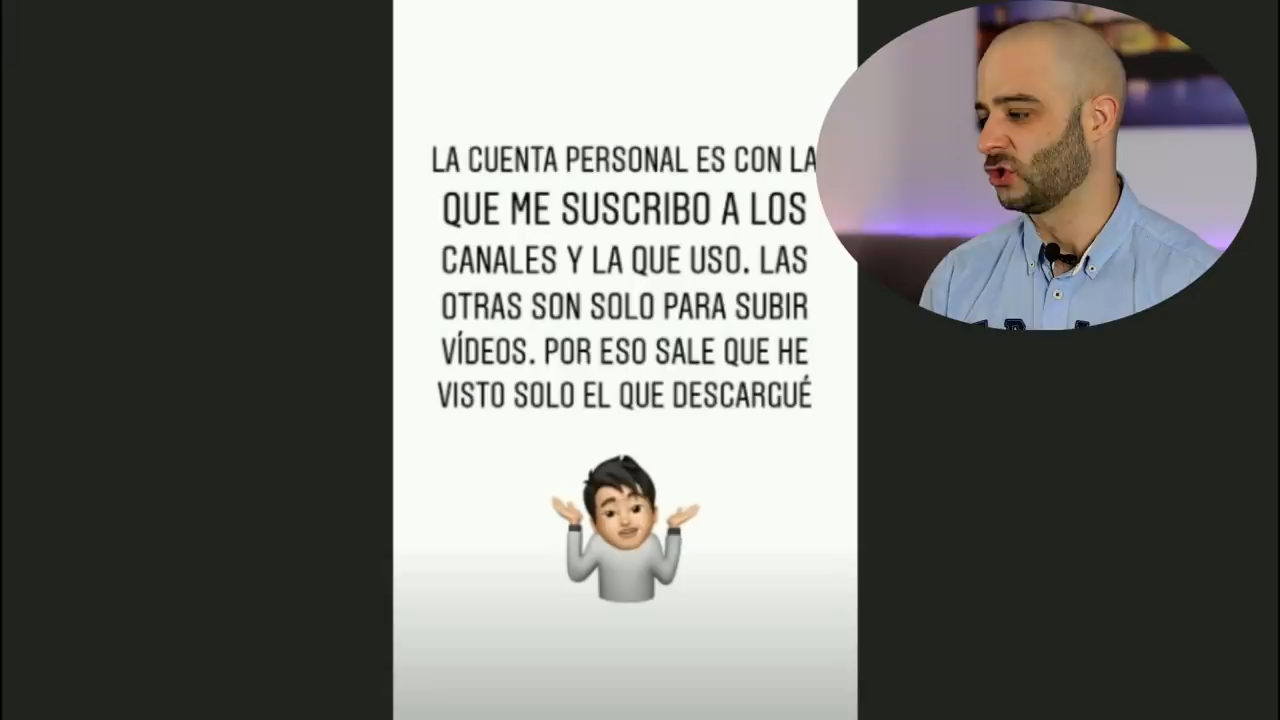 LA CUENTA PERSONAL ES CON LA
QUE ME SUSCRIBO A LOS
CANALES Y LA QUE USO. LAS
OTRAS SON SOLO PARA SUBIR
VÍDEOS. POR ESO SALE QUE HE
VISTO SOLO EL QUE DESCARGUÉ